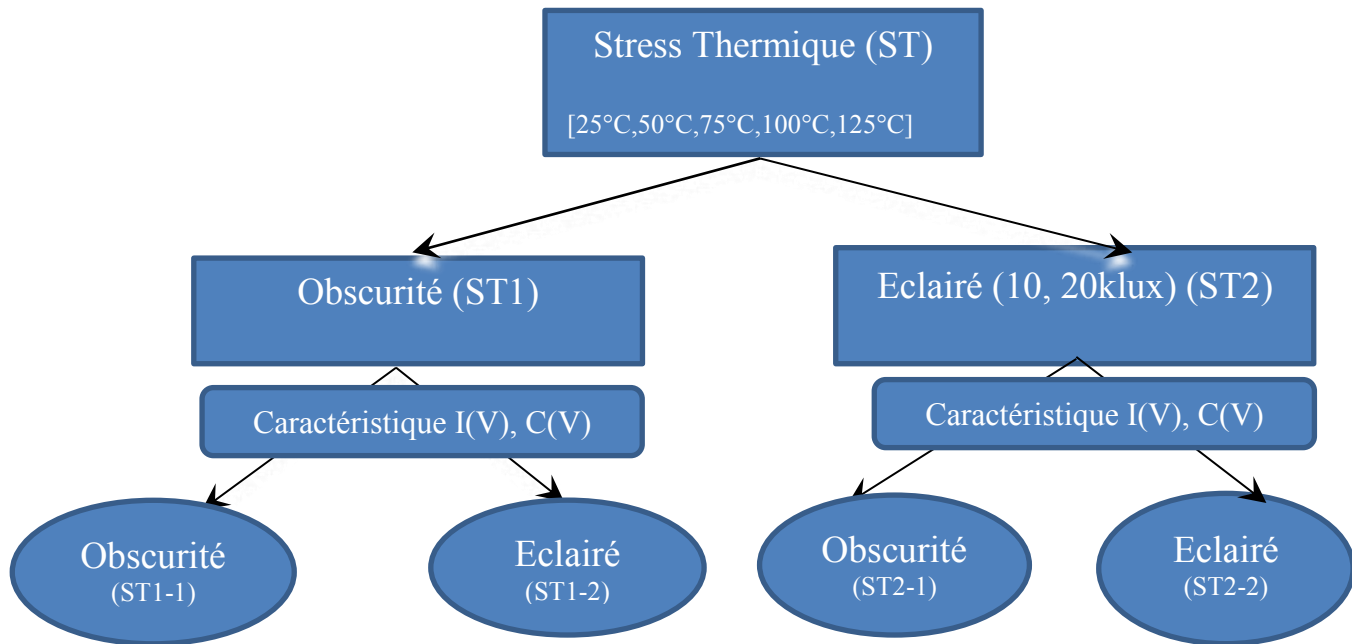 Stress Thermique (ST)
[25°C,50°C,75°C,100°C,125°C]
Obscurité (ST1)
Eclairé (10, 20klux) (ST2)
Caractéristique I(V), C(V)
Caractéristique I(V), C(V)
Obscurité
(ST1-1)
Eclairé
(ST1-2)
Obscurité
(ST2-1)
Eclairé
(ST2-2)